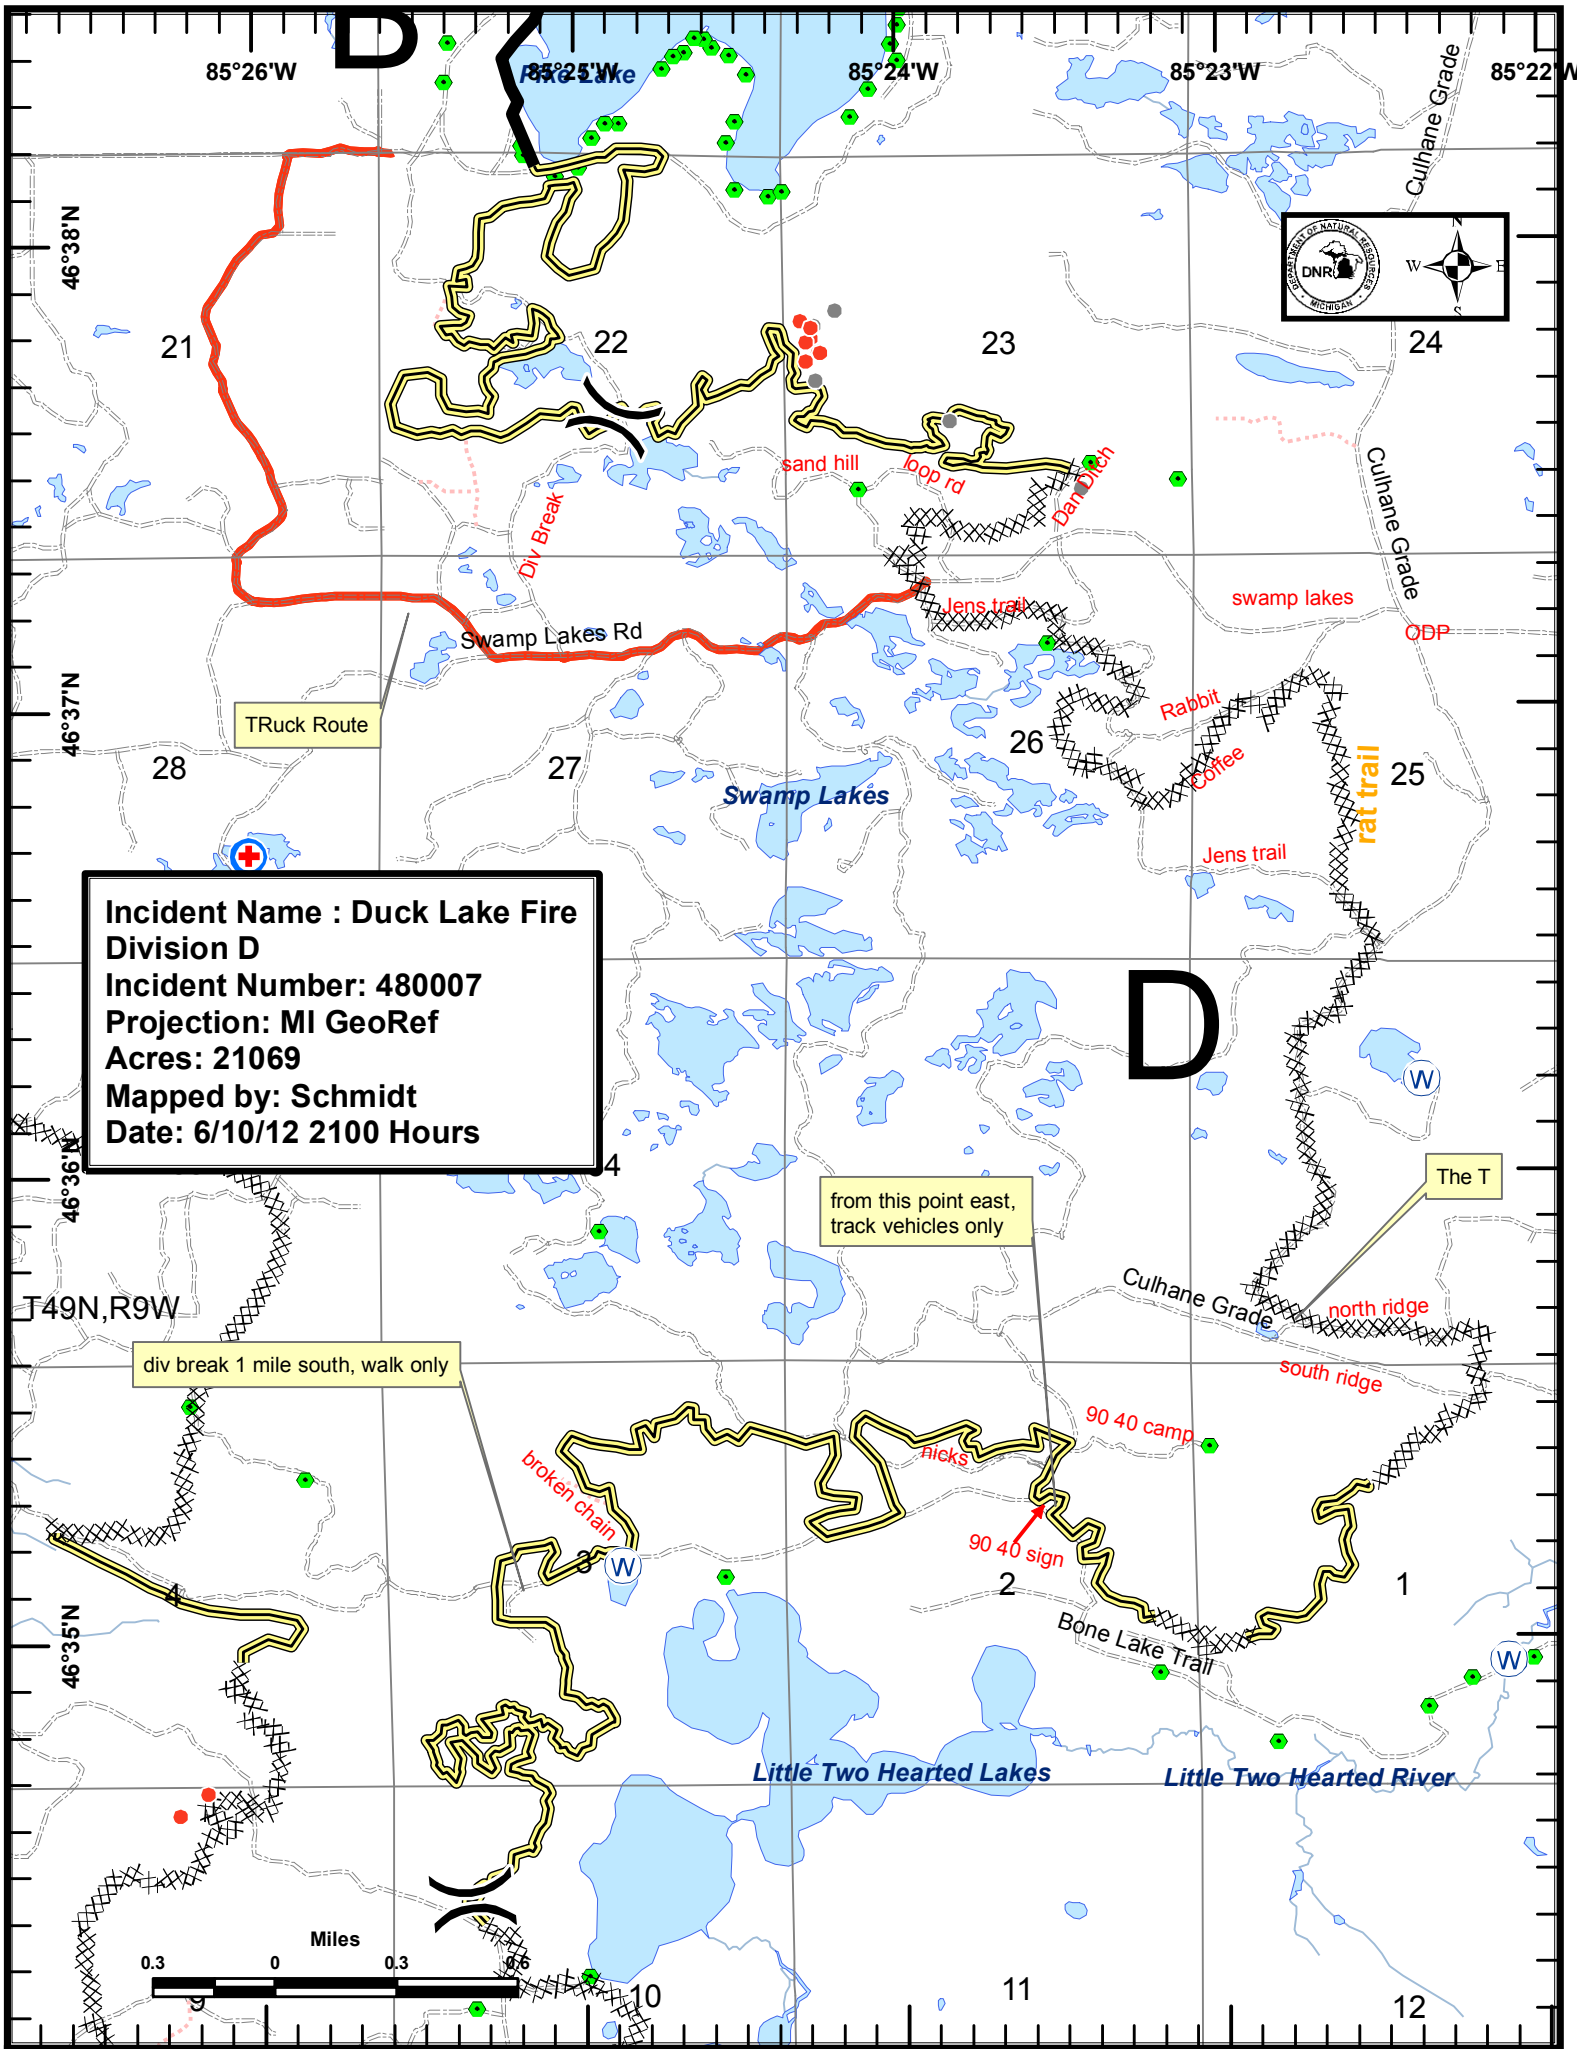 B
85°26'W
85°25'W
85°24'W
85°23'W
85°22'W
Pike Lake
Culhane Grade
46°38'N
DEPARTMENT OF NATURAL RESOURCES
DNR
MICHIGAN
N
W
E
S
21
22
23
24
sand hill
loop rd
Dan Ditch
Div Break
Culhane Grade
Swamp Lakes Rd
Jens trail
swamp lakes
ODP
46°37'N
TRuck Route
Rabbit
Coffee
rat trail
28
27
26
25
Swamp Lakes
Jens trail
Incident Name : Duck Lake Fire
Division D
Incident Number: 480007
Projection: MI GeoRef
Acres: 21069
Mapped by: Schmidt
Date: 6/10/12 2100 Hours
D
W
46°36'N
The T
from this point east,
track vehicles only
T49N,R9W
Culhane Grade
north ridge
south ridge
div break 1 mile south, walk only
90 40 camp
nicks
broken chain
90 40 sign
3
W
4
2
1
Bone Lake Trail
46°35'N
W
Little Two Hearted Lakes
Little Two Hearted River
Miles
0.3
0
0.3
0.6
9
10
11
12